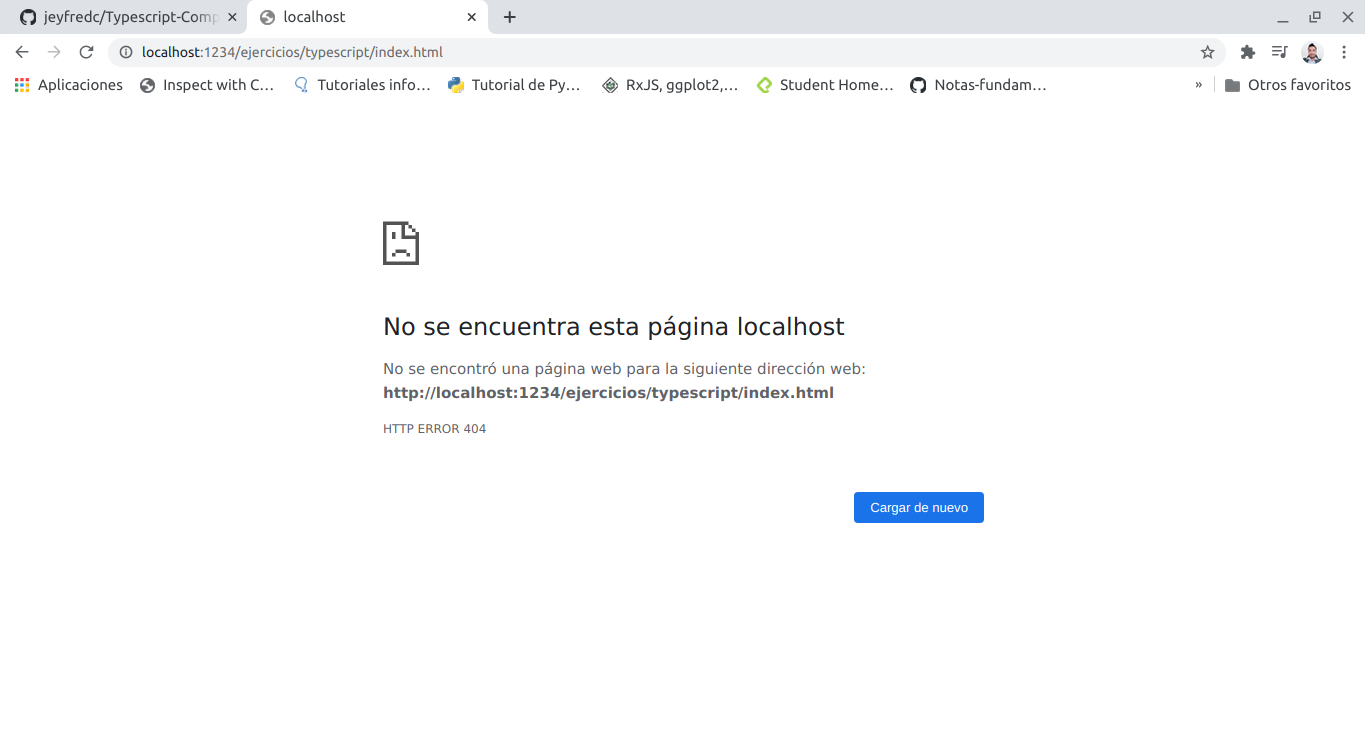 jeyfredc/Typescript-Comp
localhost
localhost:1234/ejercicios/typescript/index.html
Aplicaciones Inspect with C… Tutoriales info… Tutorial de Py… RxJS, ggplot2,… Student Home… Notas-fundam… » Otros favoritos
No se encuentra esta página localhost
No se encontró una página web para la siguiente dirección web:
http://localhost:1234/ejercicios/typescript/index.html
HTTP ERROR 404
Cargar de nuevo